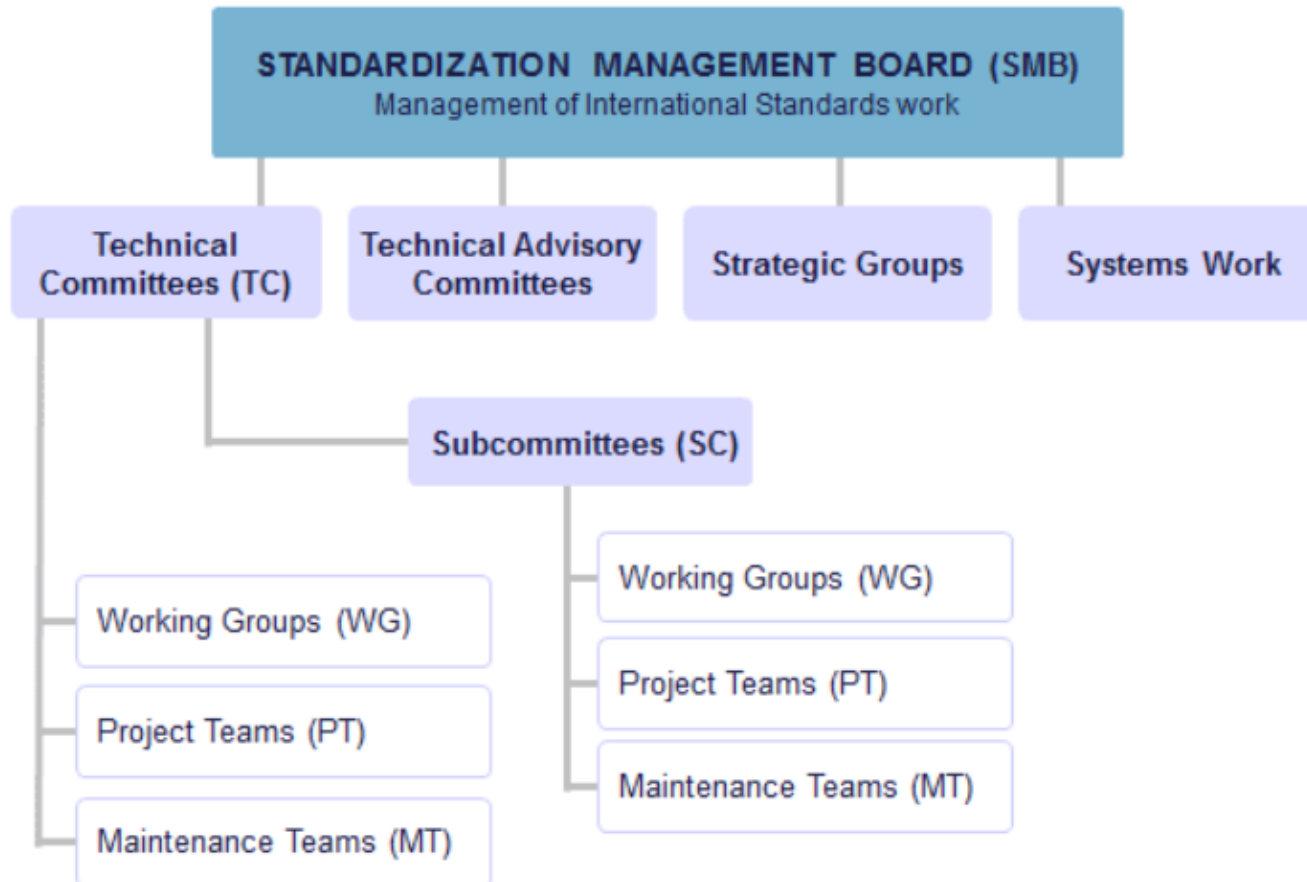 STANDARDIZATION MANAGEMENT BOARD (SMB)
Management of International Standards work
Technical
Committees (TC)
Technical Advisory
Committees
Strategic Groups
Systems Work
Subcommittees (SC)
Working Groups (WG)
Project Teams (PT)
Maintenance Teams (MT)
Working Groups (WG)
Project Teams (PT)
Maintenance Teams (MT)